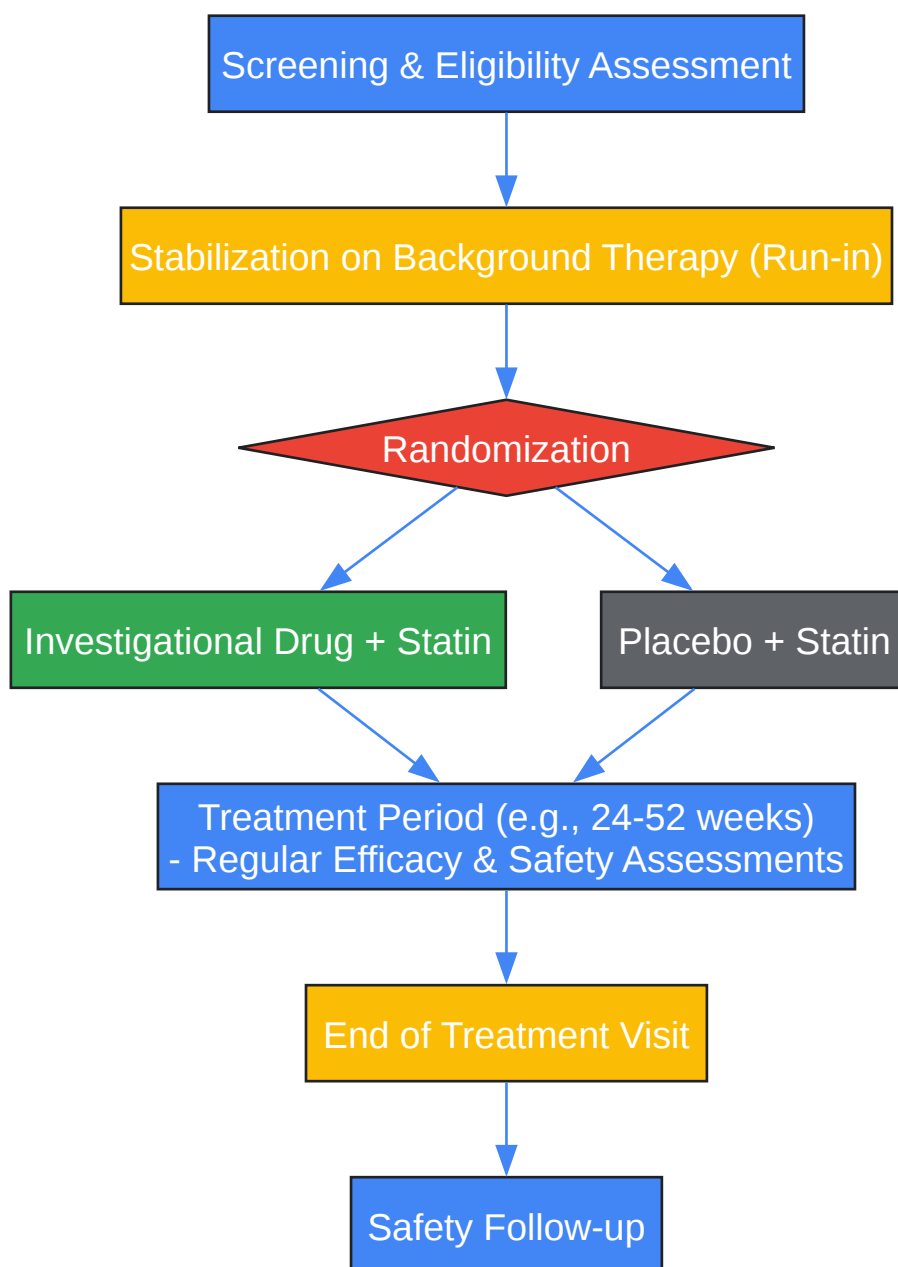 Screening & Eligibility Assessment
Stabilization on Background Therapy (Run-in)
Randomization
Investigational Drug + Statin
Placebo + Statin
Treatment Period (e.g., 24-52 weeks)
- Regular Efficacy & Safety Assessments
End of Treatment Visit
Safety Follow-up